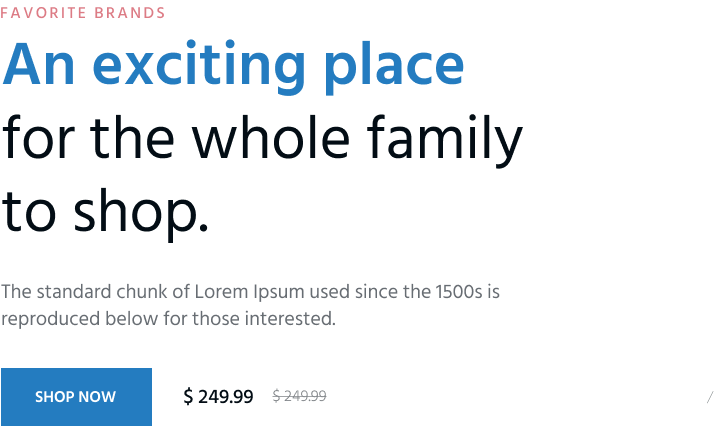 FAVORITE BRANDS
An exciting place
for the whole family
to shop.
The standard chunk of Lorem Ipsum used since the 1500s is
reproduced below for those interested.
SHOP NOW $ 249.99 $ 249.99 /